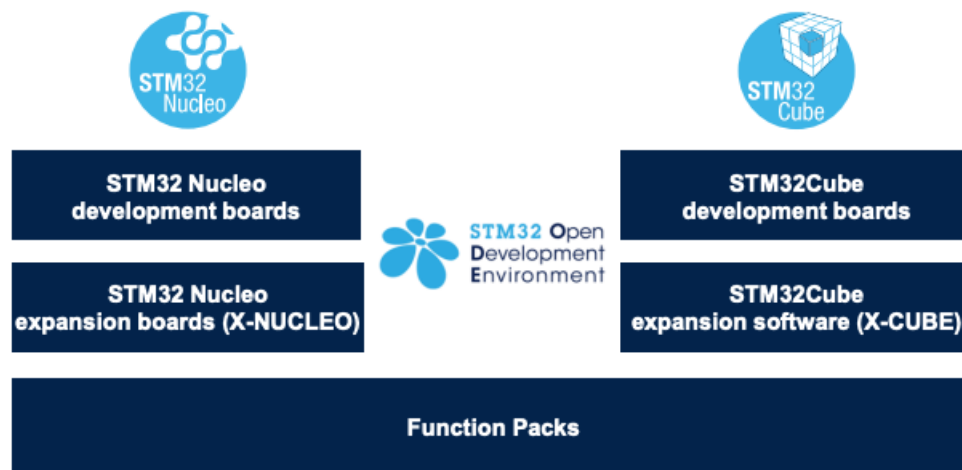 STM32
Nucleo
STM32
Cube
STM32 Nucleo
development boards
STM32Cube
development boards
STM32 Open
Development
Environment
STM32 Nucleo
expansion boards (X-NUCLEO)
STM32Cube
expansion software (X-CUBE)
Function Packs